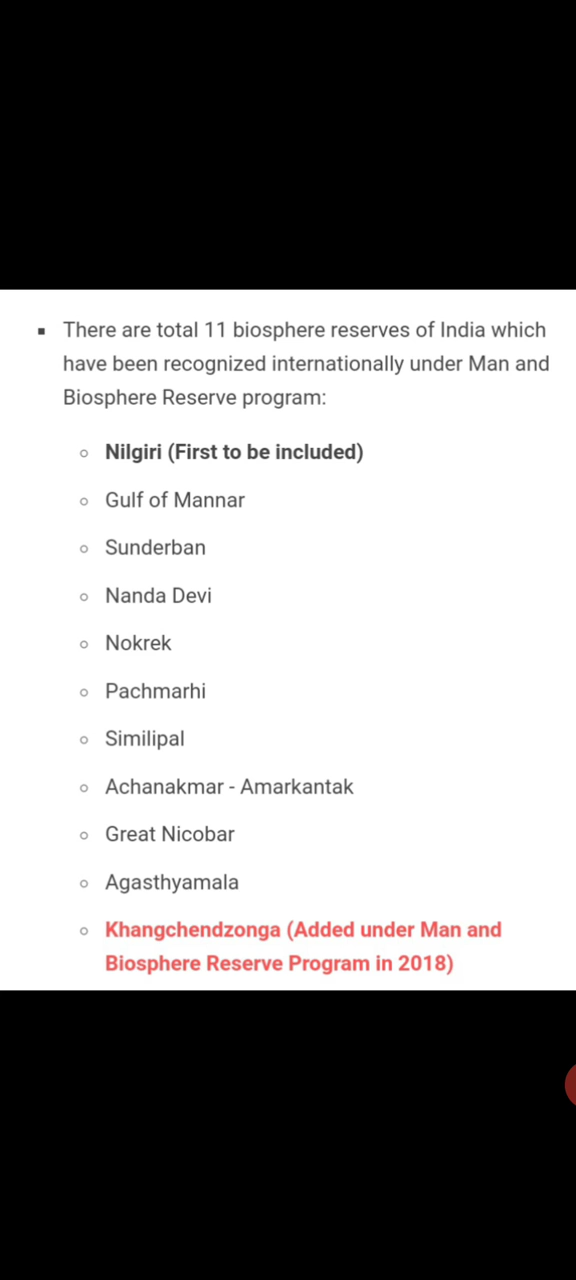 ▪ There are total 11 biosphere reserves of India which
have been recognized internationally under Man and
Biosphere Reserve program:
○ Nilgiri (First to be included)
○ Gulf of Mannar
○ Sunderban
○ Nanda Devi
○ Nokrek
○ Pachmarhi
○ Similipal
○ Achanakmar - Amarkantak
○ Great Nicobar
○ Agasthyamala
○ Khangchendzonga (Added under Man and
Biosphere Reserve Program in 2018)